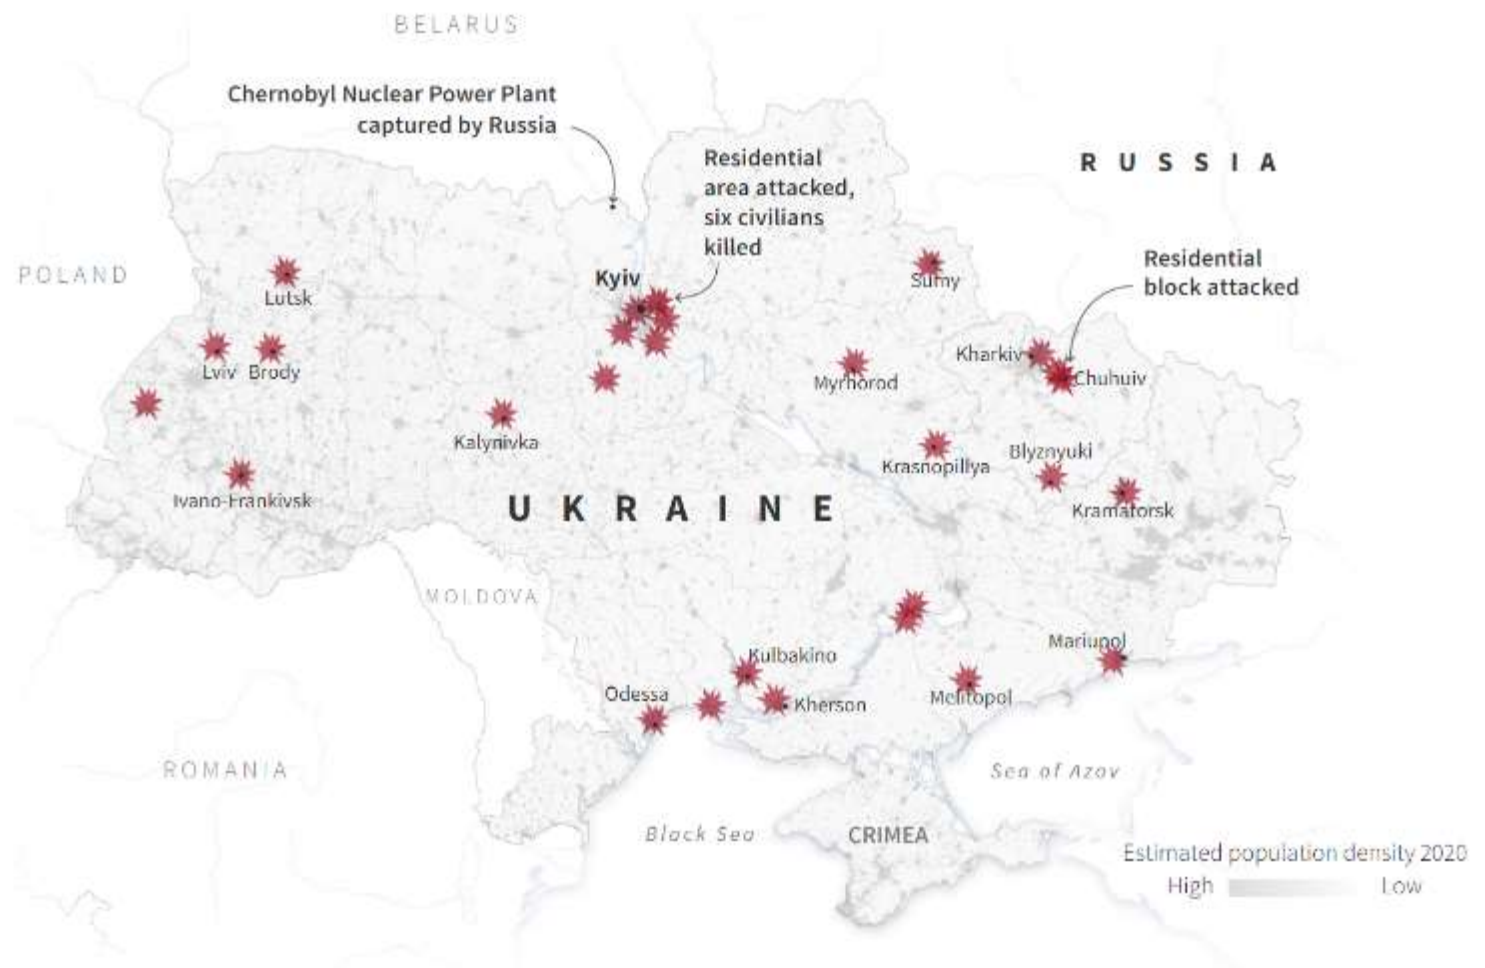 BELARUS
Chernobyl Nuclear Power Plant
captured by Russia
Residential
area attacked,
six civilians
killed
RUSSIA
POLAND
Lutsk
Kyiv
Sumy
Residential
block attacked
Lviv
Brody
Kharkiv
Chuhuiv
Myrhorod
Kalynivka
Krasnopillya
Blyznyuki
Ivano-Frankivsk
UKRAINE
Kramatorsk
MOLDOVA
Kulbakino
Mariupol
Odessa
Kherson
Melitopol
ROMANIA
Sea of Azov
Black Sea
CRIMEA
Estimated population density 2020
High
Low